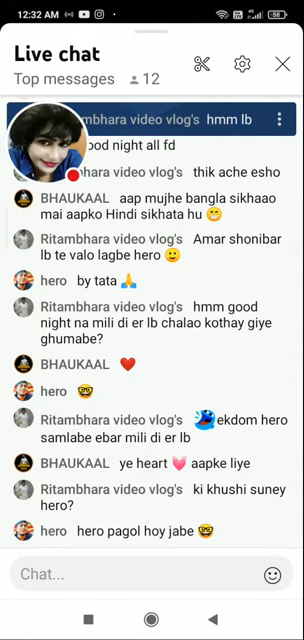 12:32 AM
58
Live chat
Top messages 12
mbhara video vlog's hmm lb
ood night all fd
bhara video vlog's thik ache esho
BHAUKAAL aap mujhe bangla sikhaao
mai aapko Hindi sikhata hu 😁
Ritambhara video vlog's Amar shonibar
lb te valo lagbe hero 🙂
hero by tata 🙏
Ritambhara video vlog's hmm good
night na mili di er lb chalao kothay giye
ghumabe?
BHAUKAAL ❤️
hero 🤓
Ritambhara video vlog's ekdom hero
samlabe ebar mili di er lb
BHAUKAAL ye heart 💓 aapke liye
Ritambhara video vlog's ki khushi suney
hero?
hero hero pagol hoy jabe 🤓
Chat...